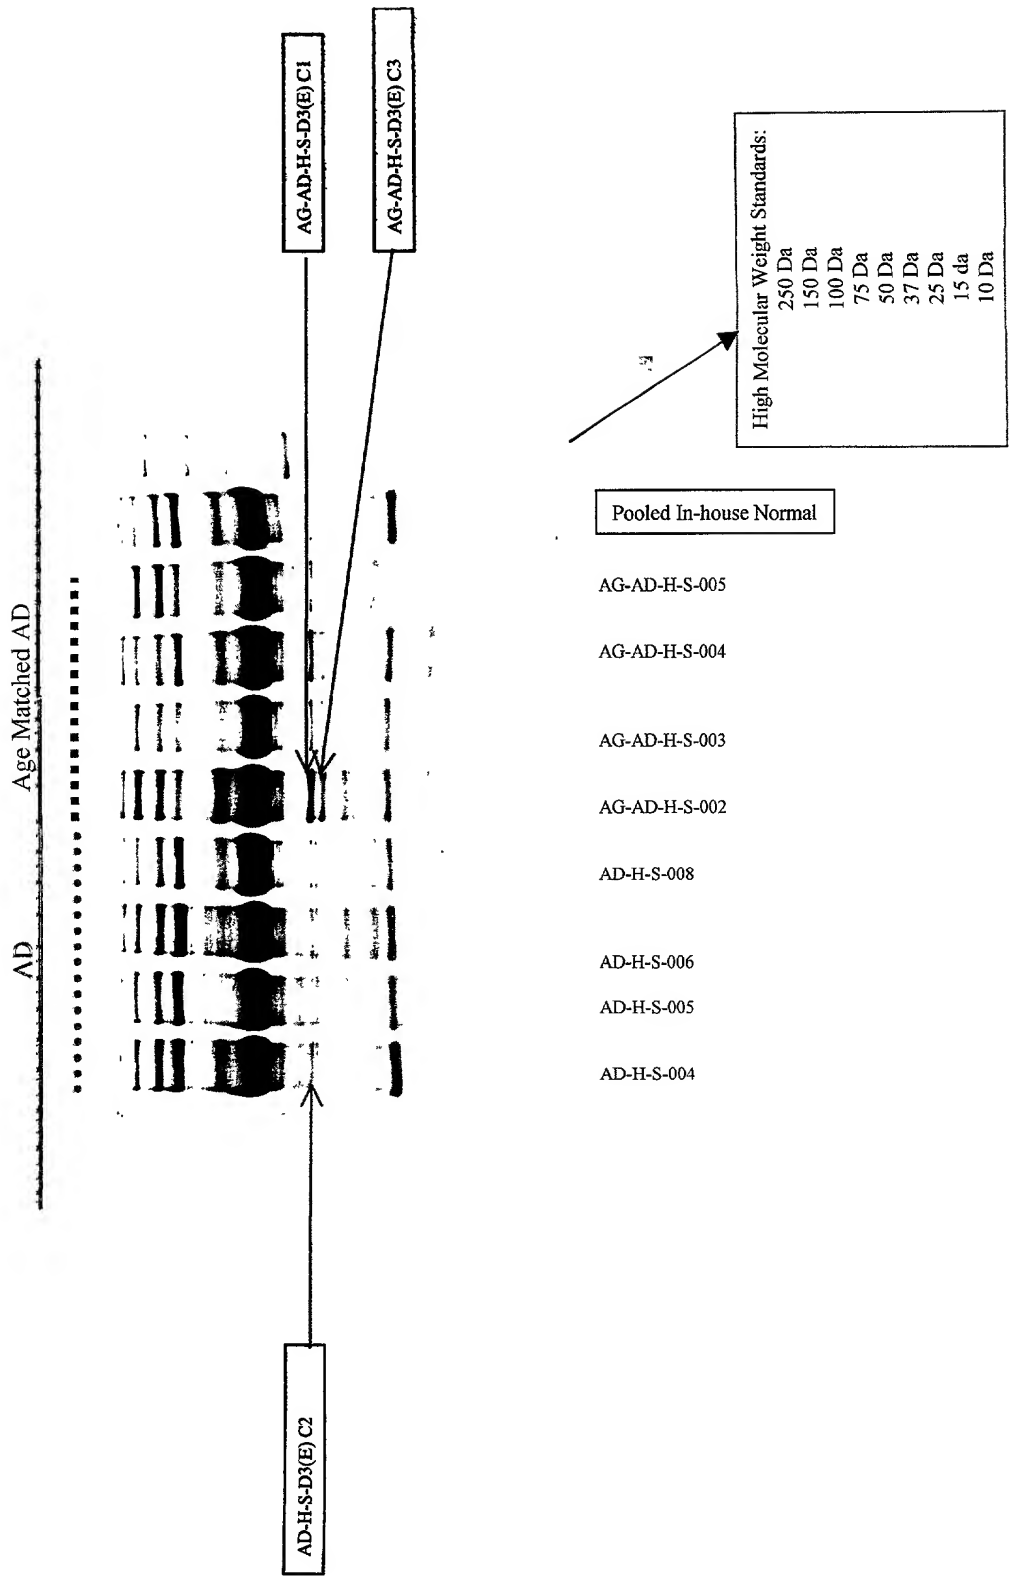 AG-AD-H-S-D3(E) C1
AG-AD-H-S-D3(E) C3
High Molecular Weight Standards:
250 Da
150 Da
100 Da
75 Da
50 Da
37 Da
25 Da
15 da
10 Da
Age Matched AD
AD
Pooled In-house Normal
AG-AD-H-S-005
AG-AD-H-S-004
AG-AD-H-S-003
AG-AD-H-S-002
AD-H-S-008
AD-H-S-006
AD-H-S-005
AD-H-S-004
AD-H-S-D3(E) C2